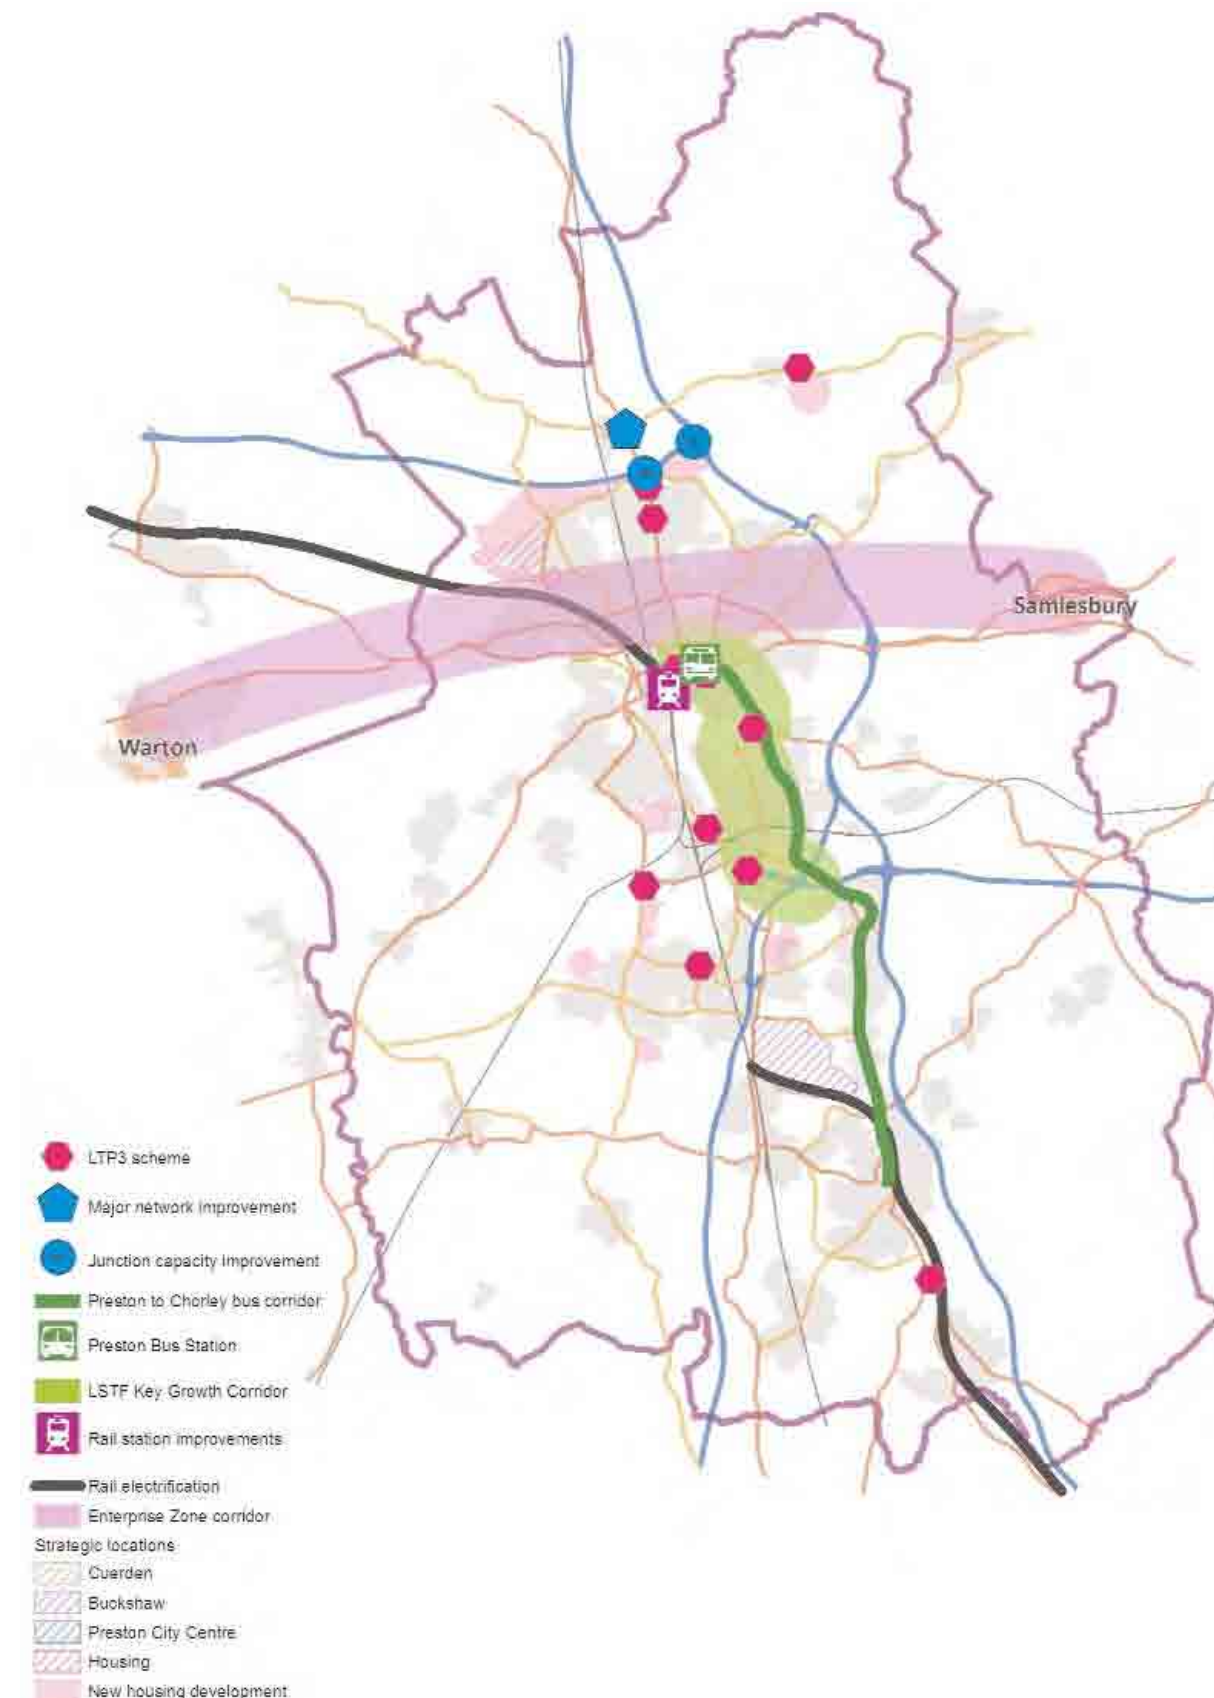 Samlesbury
Warton
LTP3 scheme
Major network improvement
Junction capacity improvement
Preston to Chorley bus corridor
Preston Bus Station
LSTF Key Growth Corridor
Rail station improvements
Rail electrification
Enterprise Zone corridor
Strategic locations
Cuerden
Buckshaw
Preston City Centre
Housing
New housing development